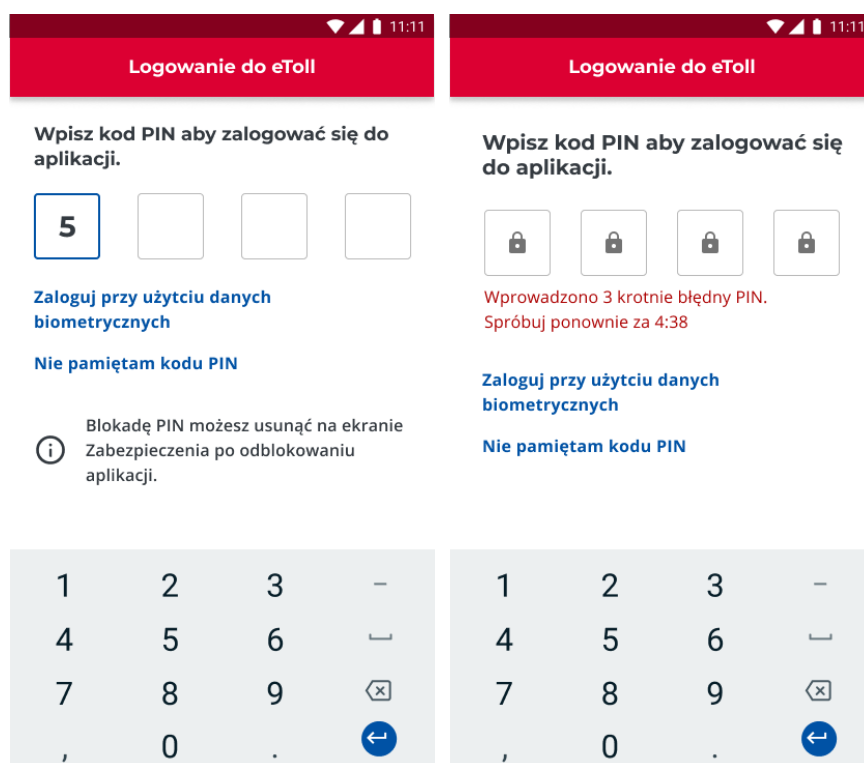 11:11
Logowanie do eToll
Wpisz kod PIN aby zalogować się do
aplikacji.
5
Zaloguj przy użytciu danych
biometrycznych
Nie pamiętam kodu PIN
Blokadę PIN możesz usunąć na ekranie
Zabezpieczenia po odblokowaniu
aplikacji.
1 2 3 –
4 5 6
7 8 9
, 0 .
11:11
Logowanie do eToll
Wpisz kod PIN aby zalogować się
do aplikacji.
Wprowadzono 3 krotnie błędny PIN.
Spróbuj ponownie za 4:38
Zaloguj przy użytciu danych
biometrycznych
Nie pamiętam kodu PIN
1 2 3 –
4 5 6
7 8 9
, 0 .